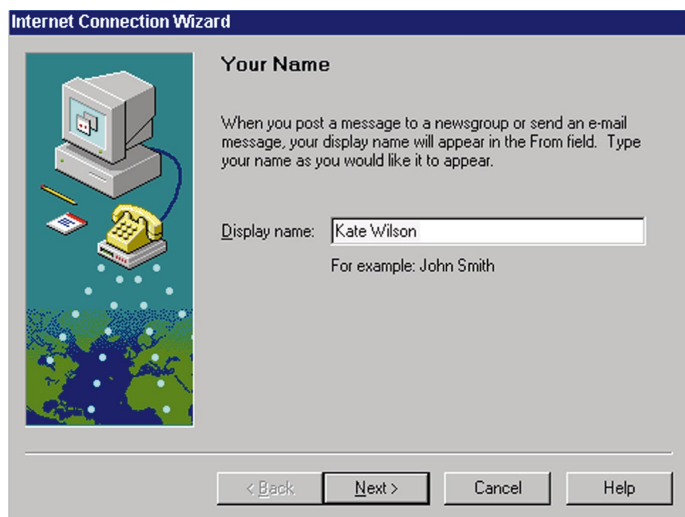 Internet Connection Wizard
Your Name
When you post a message to a newsgroup or send an e-mail
message, your display name will appear in the From field. Type
your name as you would like it to appear.
Display name: Kate Wilson
For example: John Smith
< Back Next > Cancel Help